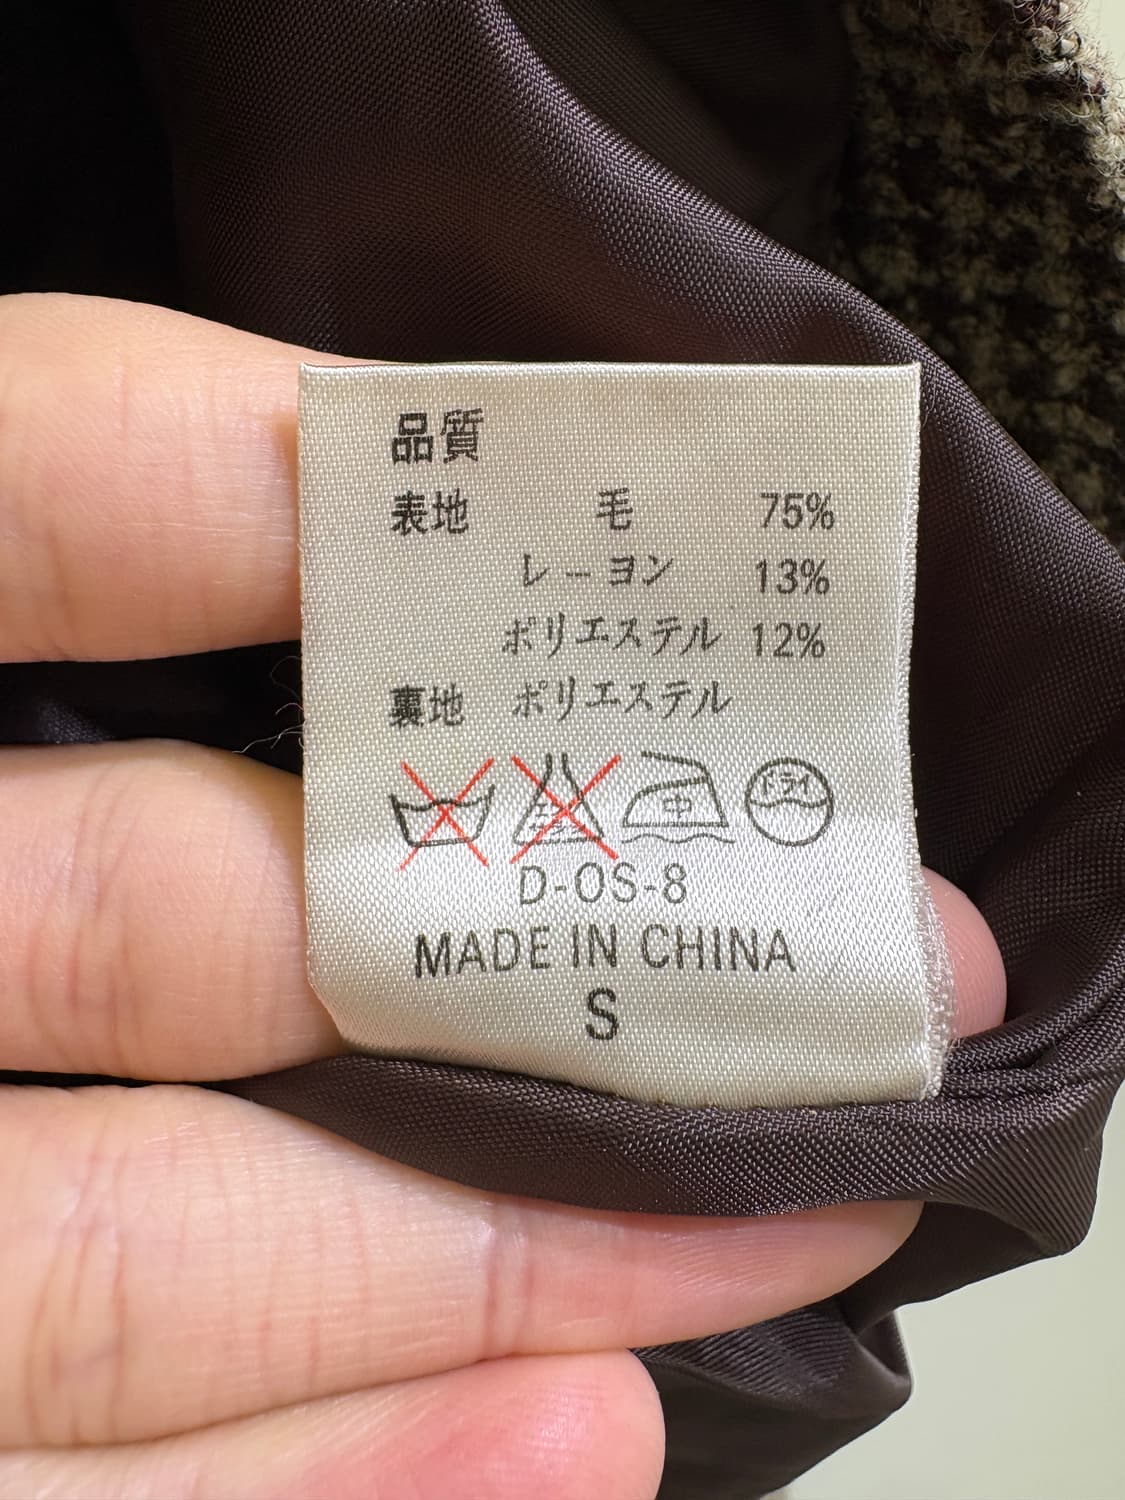 品質
表地 毛 75%
レーヨン 13%
ポリエステル 12%
裏地 ポリエステル
中 ドライ
D-OS-8
MADE IN CHINA
S